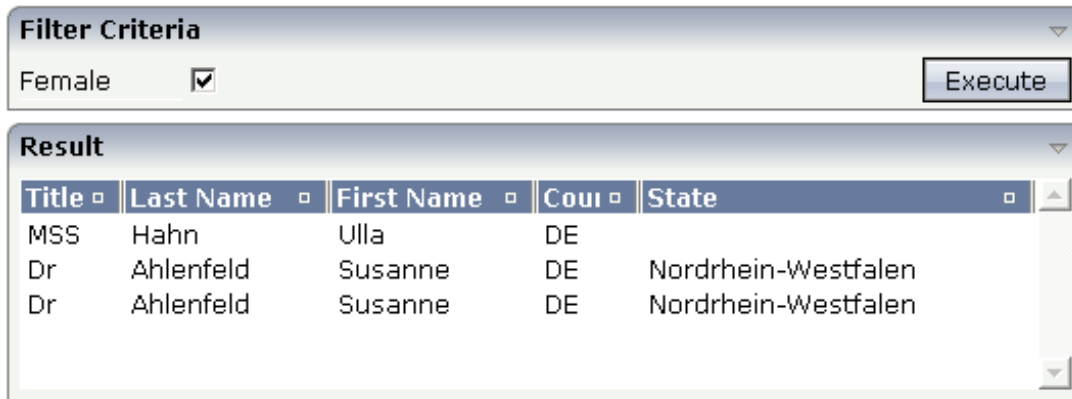 Filter Criteria
Female Execute
Result
Title Last Name First Name Cour State
MSS Hahn Ulla DE
Dr Ahlenfeld Susanne DE Nordrhein-Westfalen
Dr Ahlenfeld Susanne DE Nordrhein-Westfalen